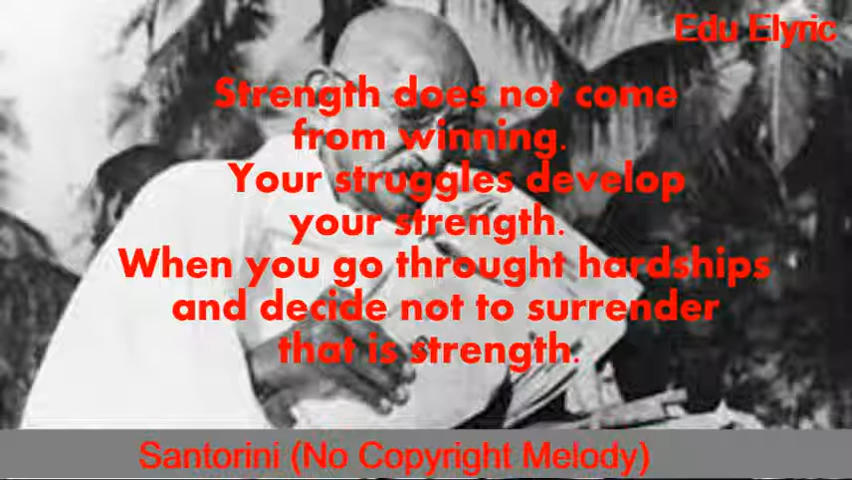 Edu Elyric
Strength does not come
from winning.
Your struggles develop
your strength.
When you go throught hardships
and decide not to surrender
that is strength.
Santorini (No Copyright Melody)